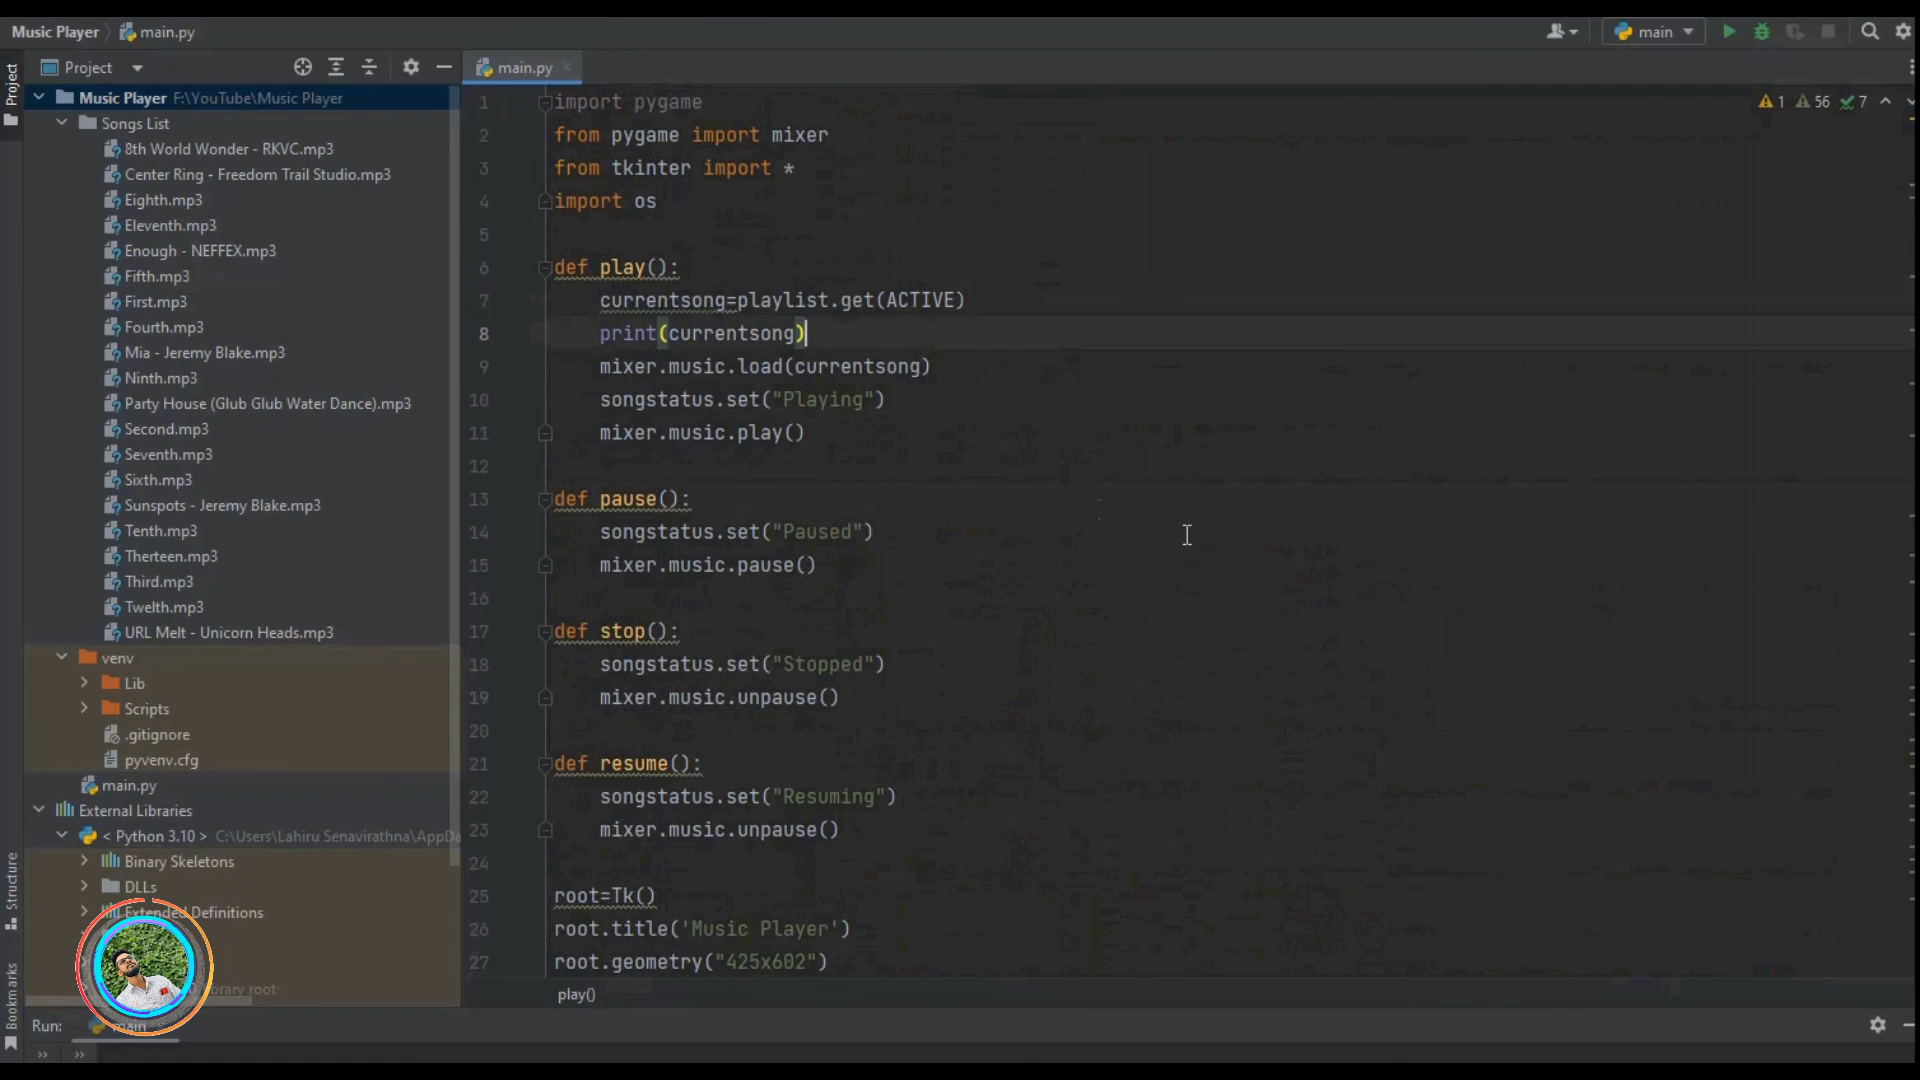 Music Player
main.py
main
Project
Project
main.py
Music Player F:\YouTube\Music Player
Songs List
8th World Wonder - RKVC.mp3
Center Ring - Freedom Trail Studio.mp3
Eighth.mp3
Eleventh.mp3
Enough - NEFFEX.mp3
Fifth.mp3
First.mp3
Fourth.mp3
Mia - Jeremy Blake.mp3
Ninth.mp3
Party House (Glub Glub Water Dance).mp3
Second.mp3
Seventh.mp3
Sixth.mp3
Sunspots - Jeremy Blake.mp3
Tenth.mp3
Therteen.mp3
Third.mp3
Twelth.mp3
URL Melt - Unicorn Heads.mp3
venv
Lib
Scripts
.gitignore
pyvenv.cfg
main.py
External Libraries
< Python 3.10 > C:\Users\Lahiru Senavirathna\AppDa
Binary Skeletons
DLLs
Extended Definitions
brary root
Structure
Bookmarks
1 56 7
1 import pygame
2 from pygame import mixer
3 from tkinter import *
4 import os
5
6 def play():
7 currentsong=playlist.get(ACTIVE)
8 print(currentsong)
9 mixer.music.load(currentsong)
10 songstatus.set("Playing")
11 mixer.music.play()
12
13 def pause():
14 songstatus.set("Paused")
15 mixer.music.pause()
16
17 def stop():
18 songstatus.set("Stopped")
19 mixer.music.unpause()
20
21 def resume():
22 songstatus.set("Resuming")
23 mixer.music.unpause()
24
25 root=Tk()
26 root.title('Music Player')
27 root.geometry("425x602")
play()
Run: main